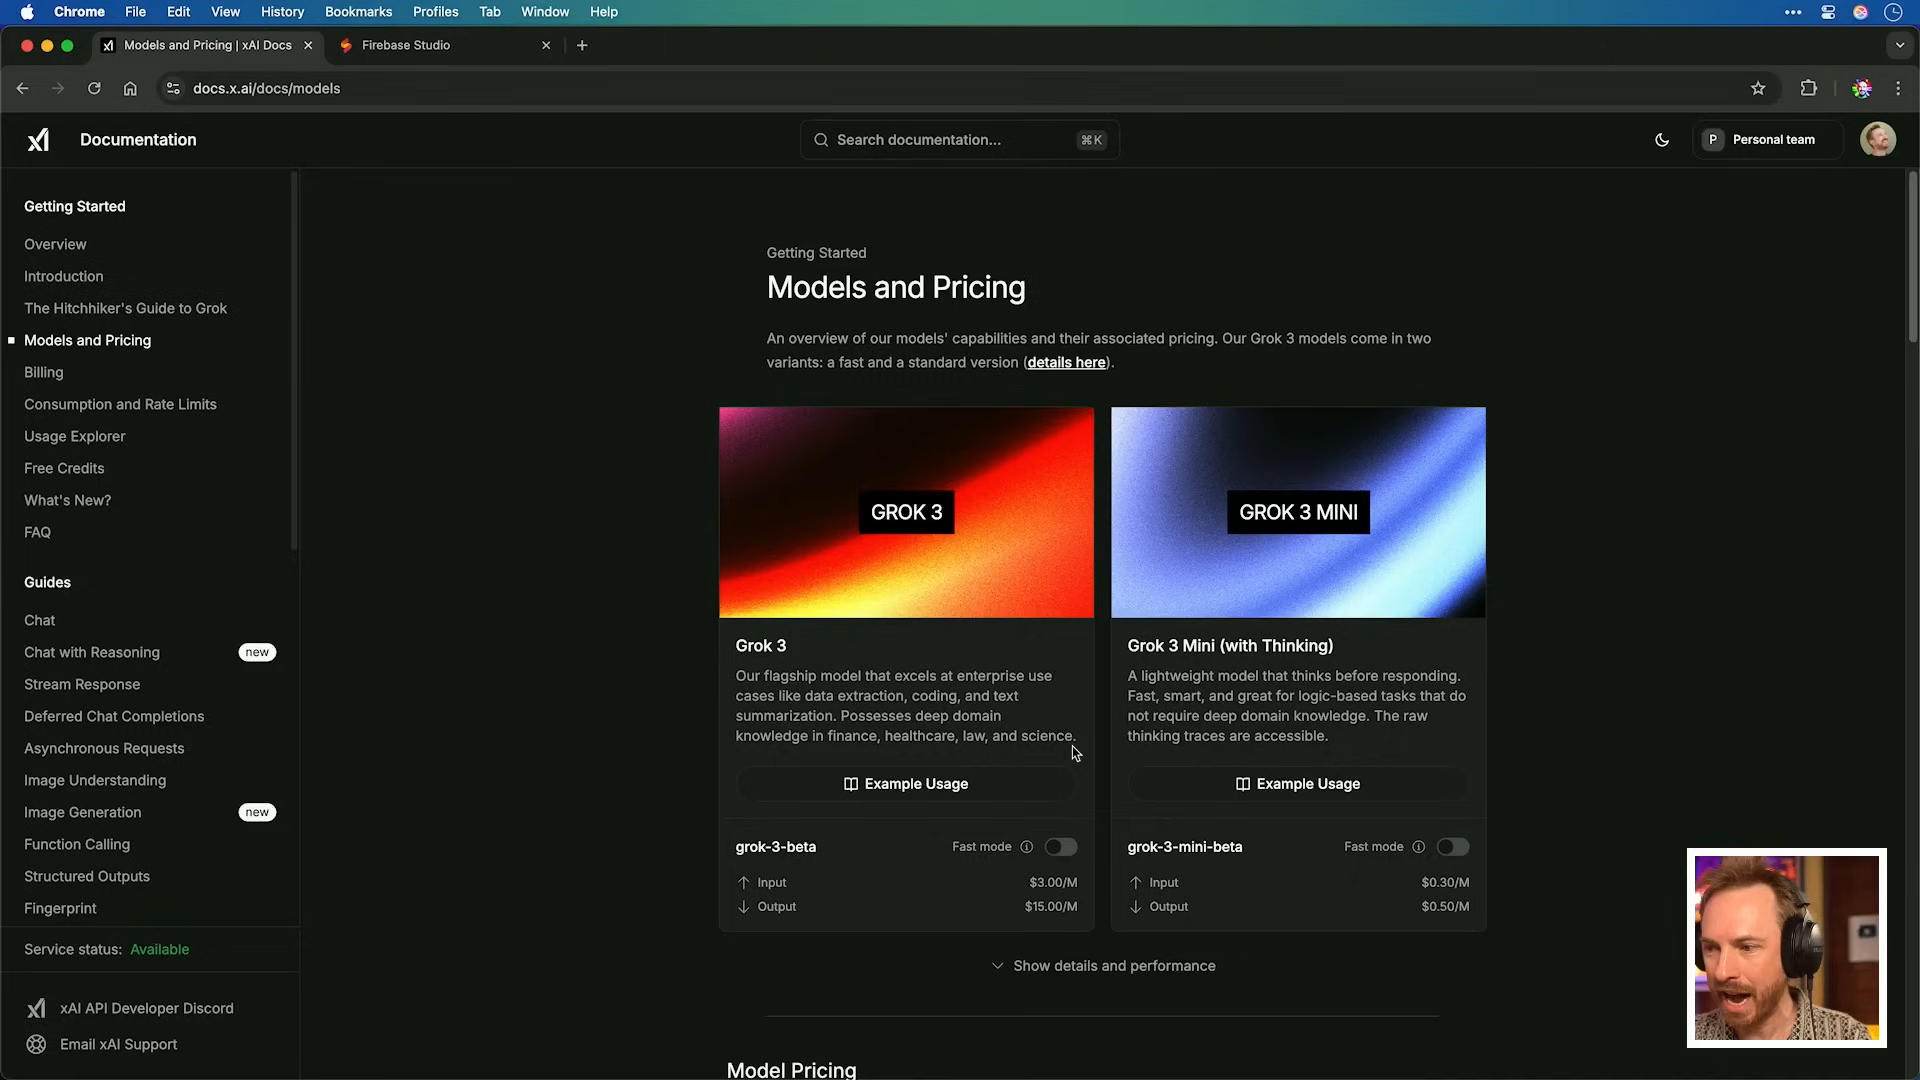 Chrome File Edit View History Bookmarks Profiles Tab Window Help
Models and Pricing | xAI Docs
Firebase Studio
docs.x.ai/docs/models
Documentation
Search documentation...
⌘K
P Personal team
Getting Started
Overview
Introduction
The Hitchhiker's Guide to Grok
Models and Pricing
Billing
Consumption and Rate Limits
Usage Explorer
Free Credits
What's New?
FAQ
Guides
Chat
Chat with Reasoning new
Stream Response
Deferred Chat Completions
Asynchronous Requests
Image Understanding
Image Generation new
Function Calling
Structured Outputs
Fingerprint
Service status: Available
xAI API Developer Discord
Email xAI Support
Getting Started
Models and Pricing
An overview of our models' capabilities and their associated pricing. Our Grok 3 models come in two
variants: a fast and a standard version (details here).
GROK 3
Grok 3
Our flagship model that excels at enterprise use
cases like data extraction, coding, and text
summarization. Possesses deep domain
knowledge in finance, healthcare, law, and science.
Example Usage
grok-3-beta Fast mode
Input $3.00/M
Output $15.00/M
GROK 3 MINI
Grok 3 Mini (with Thinking)
A lightweight model that thinks before responding.
Fast, smart, and great for logic-based tasks that do
not require deep domain knowledge. The raw
thinking traces are accessible.
Example Usage
grok-3-mini-beta Fast mode
Input $0.30/M
Output $0.50/M
Show details and performance
Model Pricing